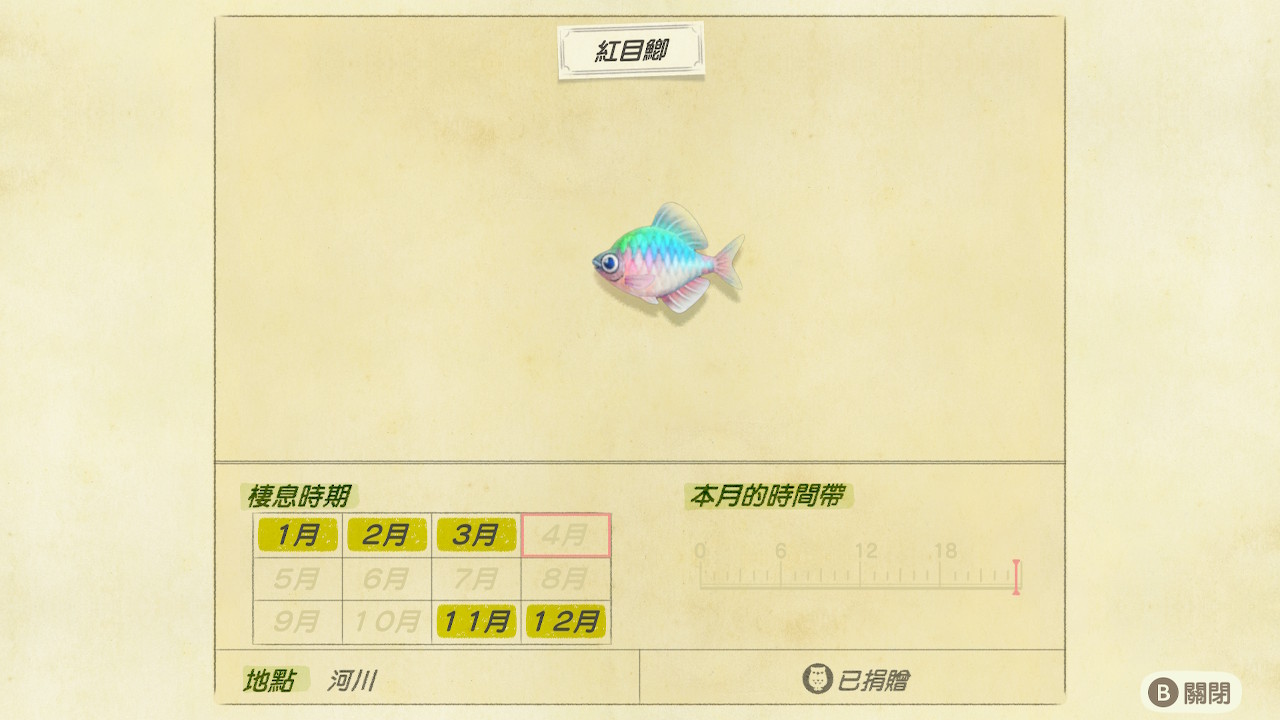 紅目鯽
棲息時期
1月 2月 3月 4月
5月 6月 7月 8月
9月 10月 11月 12月
本月的時間帶
0 6 12 18
地點 河川
已捐贈
B 關閉